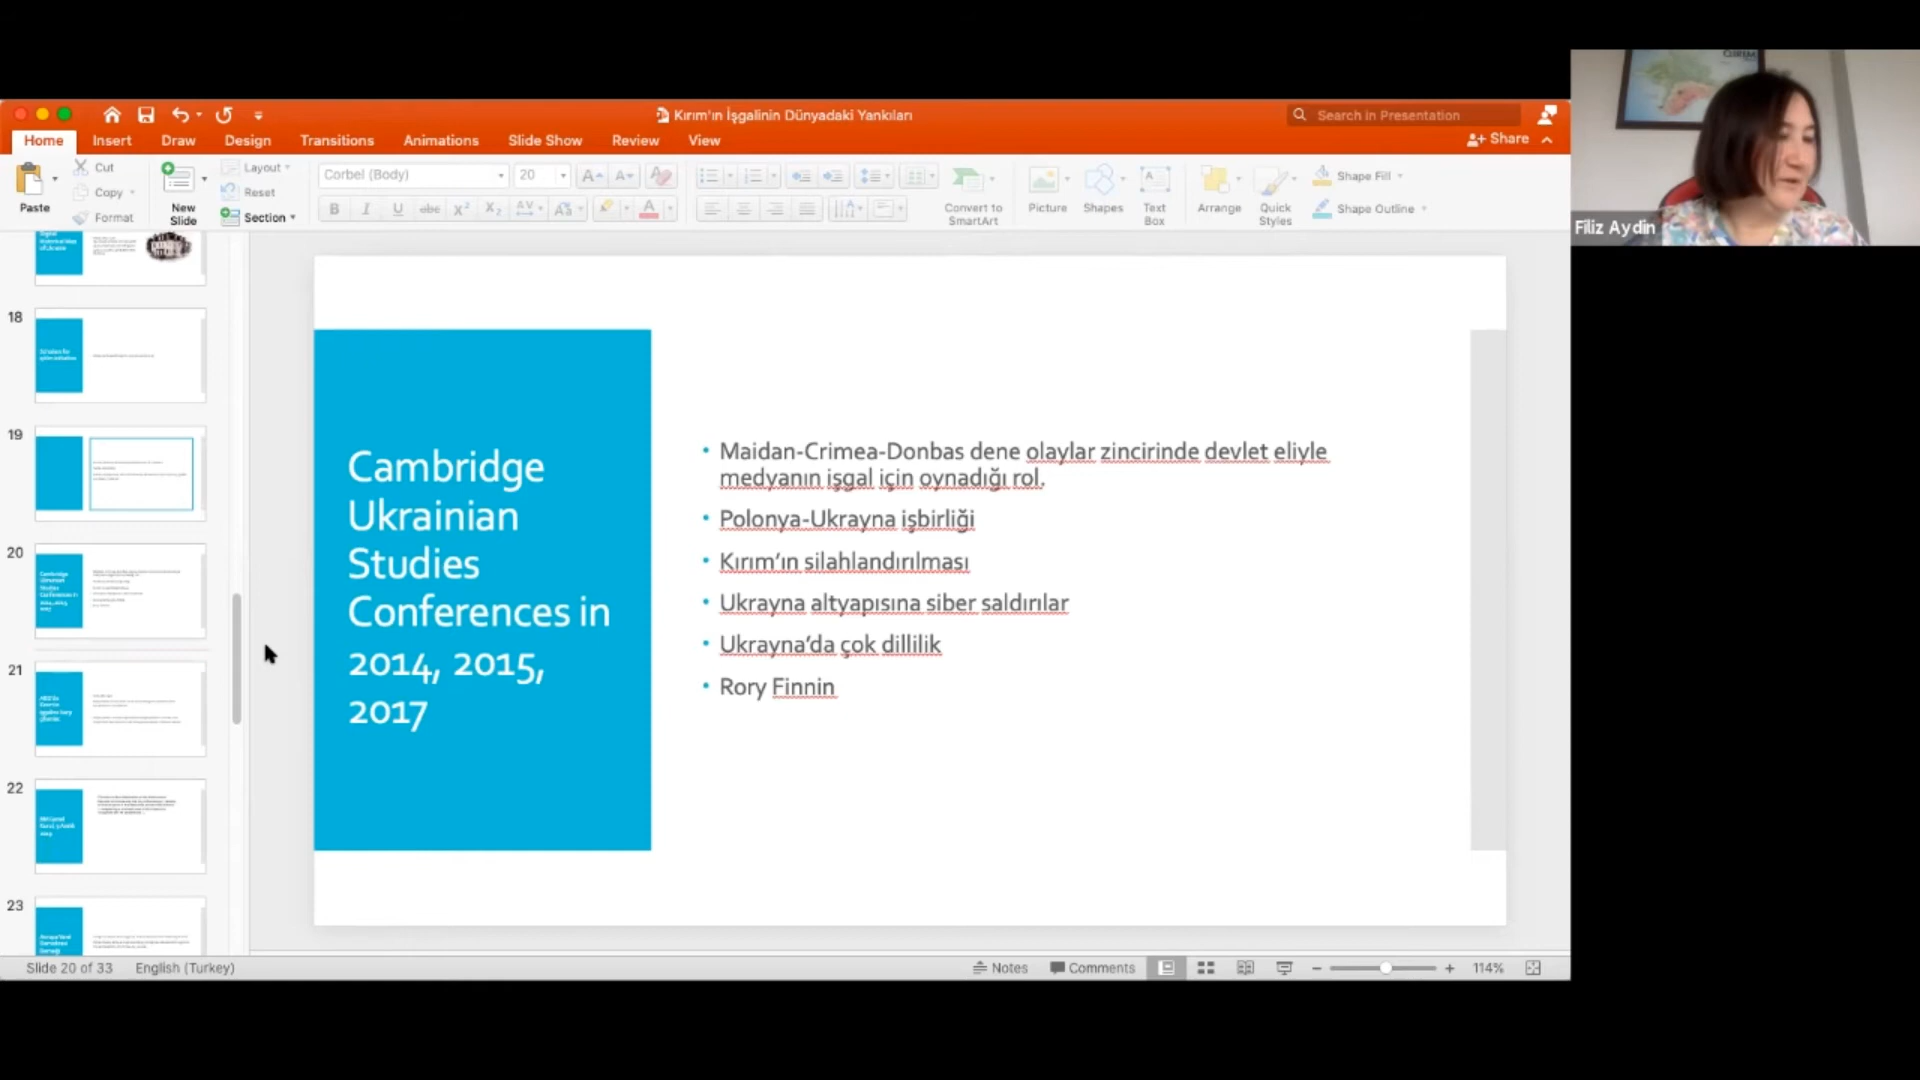 Kırım'ın İşgalinin Dünyadaki Yankıları
Search in Presentation
Home Insert Draw Design Transitions Animations Slide Show Review View
Share
Paste
Cut
Copy
Format
New
Slide
Layout
Reset
Section
Corbel (Body) 20
Convert to
SmartArt
Picture
Shapes
Text
Box
Arrange
Quick
Styles
Shape Fill
Shape Outline
Filiz Aydın
18
19
20
21
22
23
Cambridge
Ukrainian
Studies
Conferences in
2014, 2015,
2017
• Maidan-Crimea-Donbas dene olaylar zincirinde devlet eliyle
medyanın işgal için oynadığı rol.
• Polonya-Ukrayna işbirliği
• Kırım'ın silahlandırılması
• Ukrayna altyapısına siber saldırılar
• Ukrayna'da çok dillilik
• Rory Finnin
Slide 20 of 33 English (Turkey)
Notes Comments 114%